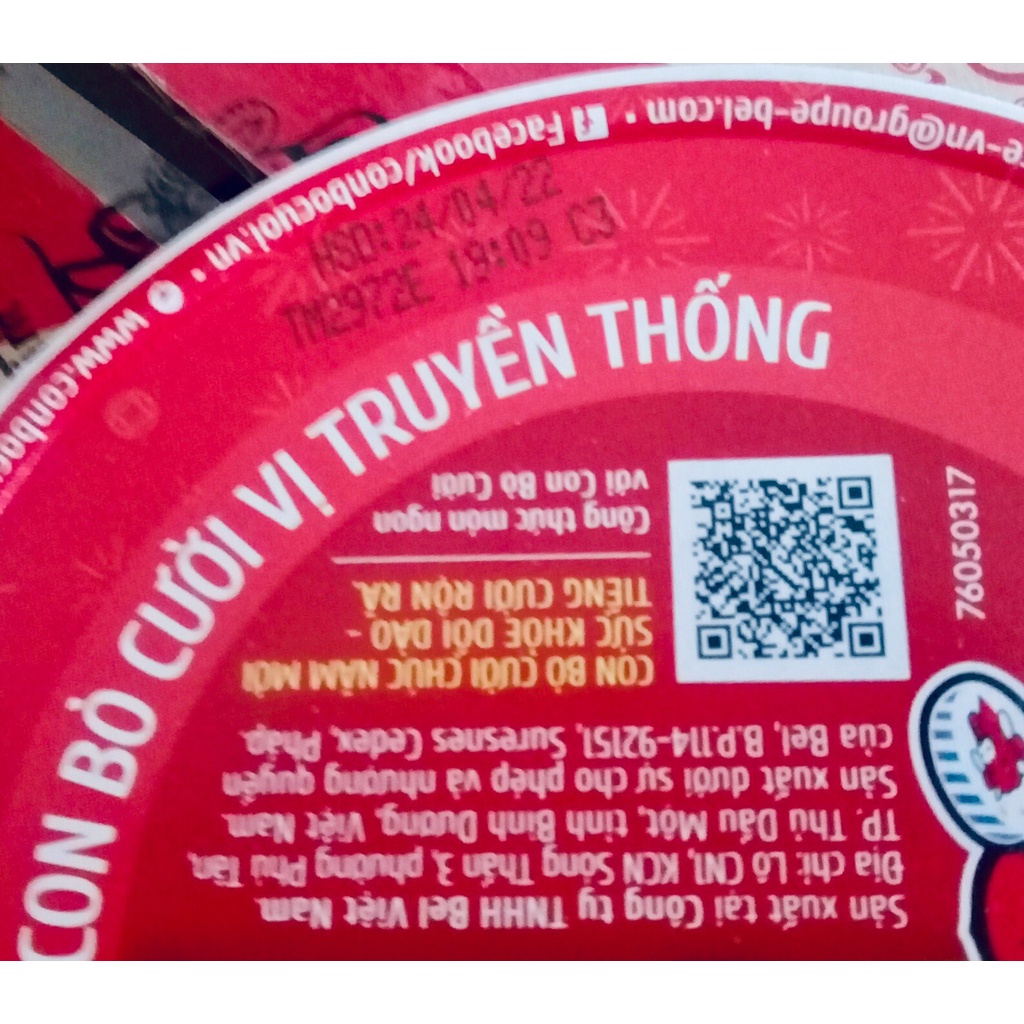 e-vn@groupe-bel.com • Facebook/conbocuoi.vn •
www.conboc
HSD: 24/04/22
TM2972E 19:09 C3
CON BÒ CƯỜI VỊ TRUYỀN THỐNG
Sản xuất tại Công ty TNHH Bel Việt Nam.
Địa chỉ: Lô CN1, KCN Sóng Thần 3, phường Phú Tân,
TP. Thủ Dầu Một, tỉnh Bình Dương, Việt Nam.
Sản xuất dưới sự cho phép và nhượng quyền
của Bel, B.P.114-92151, Suresnes Cedex, Pháp.
CON BÒ CƯỜI CHÚC NĂM MỚI
SỨC KHỎE DỒI DÀO -
TIẾNG CƯỜI RỘN RÃ.
Công thức món ngon
với Con Bò Cười
76050317